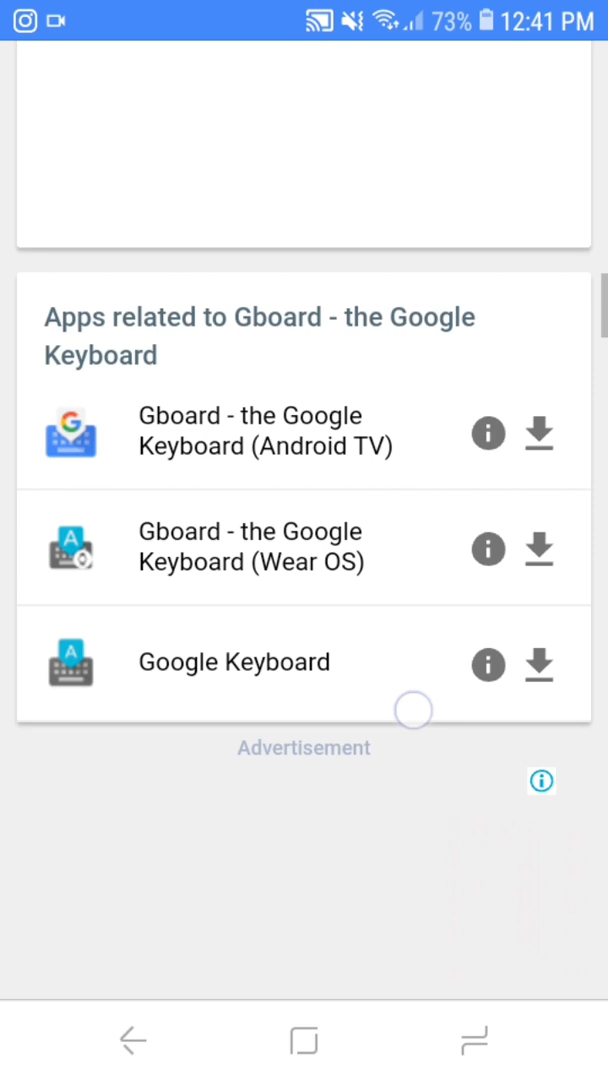 73% 12:41 PM
Apps related to Gboard - the Google
Keyboard
Gboard - the Google
Keyboard (Android TV)
Gboard - the Google
Keyboard (Wear OS)
Google Keyboard
Advertisement